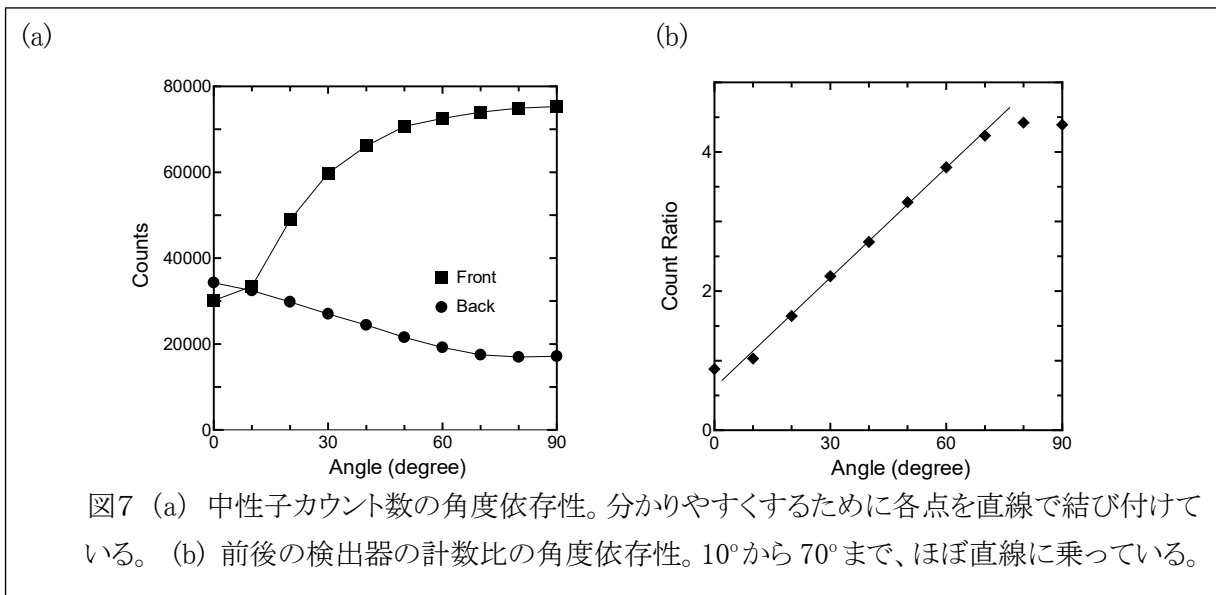 (a)
(b)
80000
60000
40000
20000
0
Counts
Front
Back
0
30
60
90
Angle (degree)
4
2
0
Count Ratio
0
30
60
90
Angle (degree)
図7 (a) 中性子カウント数の角度依存性。分かりやすくするために各点を直線で結び付けて
いる。 (b) 前後の検出器の計数比の角度依存性。10°から 70°まで、ほぼ直線に乗っている。